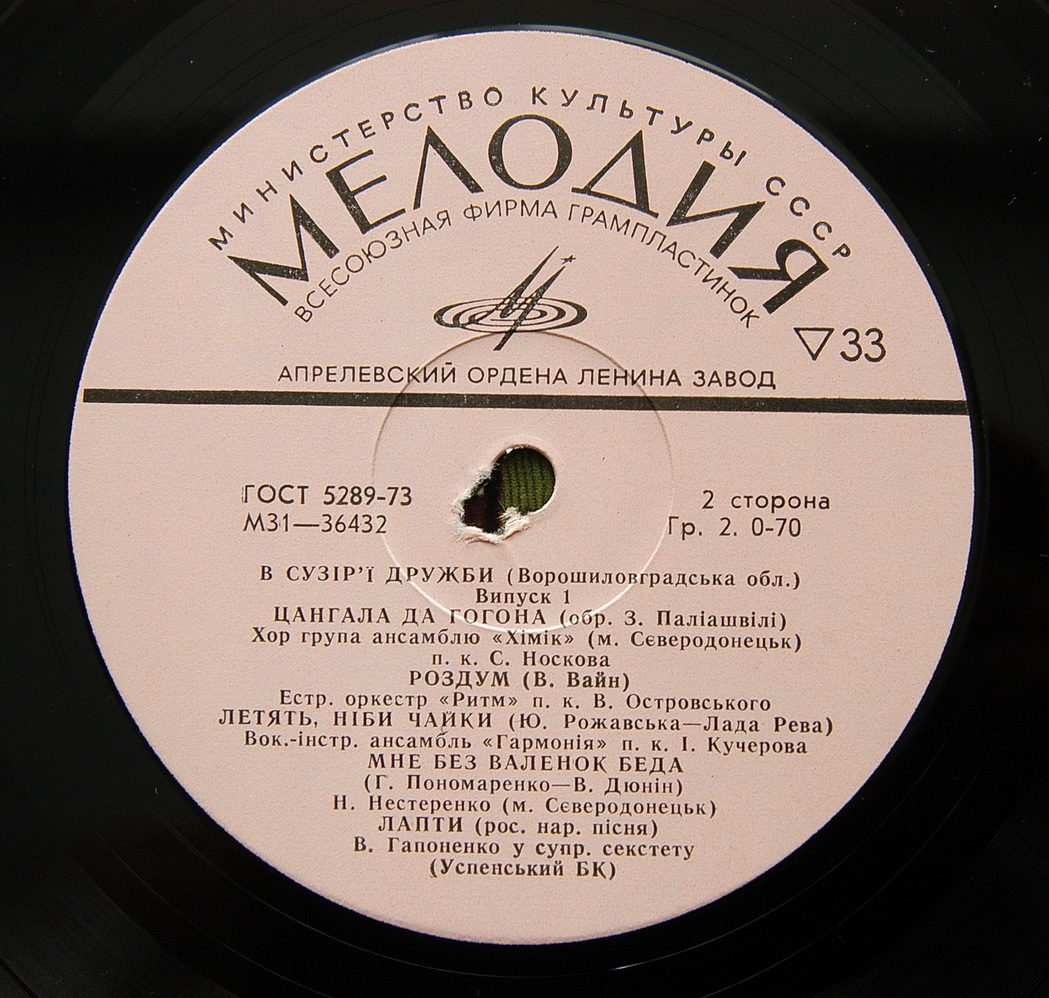 МИНИСТЕРСТВО КУЛЬТУРЫ СССР
МЕЛОДИЯ
ВСЕСОЮЗНАЯ ФИРМА ГРАМПЛАСТИНОК
▽33
АПРЕЛЕВСКИЙ ОРДЕНА ЛЕНИНА ЗАВОД
ГОСТ 5289-73
М31—36432
2 сторона
Гр. 2. 0-70
В СУЗІР'Ї ДРУЖБИ (Ворошиловградська обл.)
Випуск 1
ЦАНГАЛА ДА ГОГОНА (обр. З. Паліашвілі)
Хор група ансамблю «Хімік» (м. Сєверодонецьк)
п. к. С. Носкова
РОЗДУМ (В. Вайн)
Естр. оркестр «Ритм» п. к. В. Островського
ЛЕТЯТЬ, НІБИ ЧАЙКИ (Ю. Рожавська—Лада Рева)
Вок.-інстр. ансамбль «Гармонія» п. к. І. Кучерова
МНЕ БЕЗ ВАЛЕНОК БЕДА
(Г. Пономаренко—В. Дюнін)
Н. Нестеренко (м. Сєверодонецьк)
ЛАПТИ (рос. нар. пісня)
В. Гапоненко у супр. секстету
(Успенський БК)